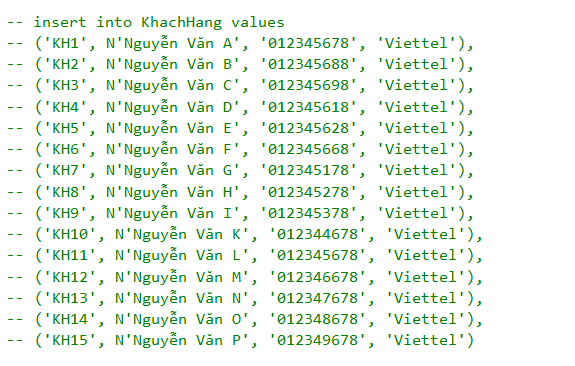 -- insert into KhachHang values
-- ('KH1', N'Nguyễn Văn A', '012345678', 'Viettel'),
-- ('KH2', N'Nguyễn Văn B', '012345688', 'Viettel'),
-- ('KH3', N'Nguyễn Văn C', '012345698', 'Viettel'),
-- ('KH4', N'Nguyễn Văn D', '012345618', 'Viettel'),
-- ('KH5', N'Nguyễn Văn E', '012345628', 'Viettel'),
-- ('KH6', N'Nguyễn Văn F', '012345668', 'Viettel'),
-- ('KH7', N'Nguyễn Văn G', '012345178', 'Viettel'),
-- ('KH8', N'Nguyễn Văn H', '012345278', 'Viettel'),
-- ('KH9', N'Nguyễn Văn I', '012345378', 'Viettel'),
-- ('KH10', N'Nguyễn Văn K', '012344678', 'Viettel'),
-- ('KH11', N'Nguyễn Văn L', '012345678', 'Viettel'),
-- ('KH12', N'Nguyễn Văn M', '012346678', 'Viettel'),
-- ('KH13', N'Nguyễn Văn N', '012347678', 'Viettel'),
-- ('KH14', N'Nguyễn Văn O', '012348678', 'Viettel'),
-- ('KH15', N'Nguyễn Văn P', '012349678', 'Viettel')